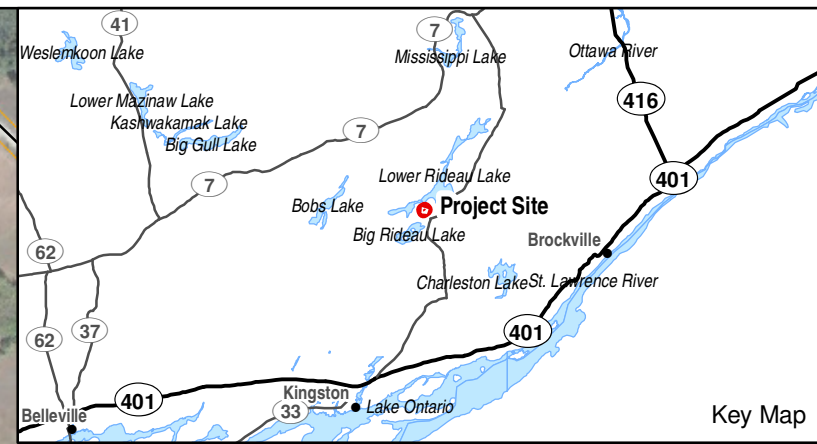 41
7
Weslemkoon Lake
Mississippi Lake
Ottawa River
416
Lower Mazinaw Lake
Kashwakamak Lake
Big Gull Lake
7
7
Lower Rideau Lake
401
Bobs Lake
Project Site
Big Rideau Lake
Brockville
62
Charleston Lake
St. Lawrence River
62
37
401
401
Kingston
33
Lake Ontario
Belleville
Key Map